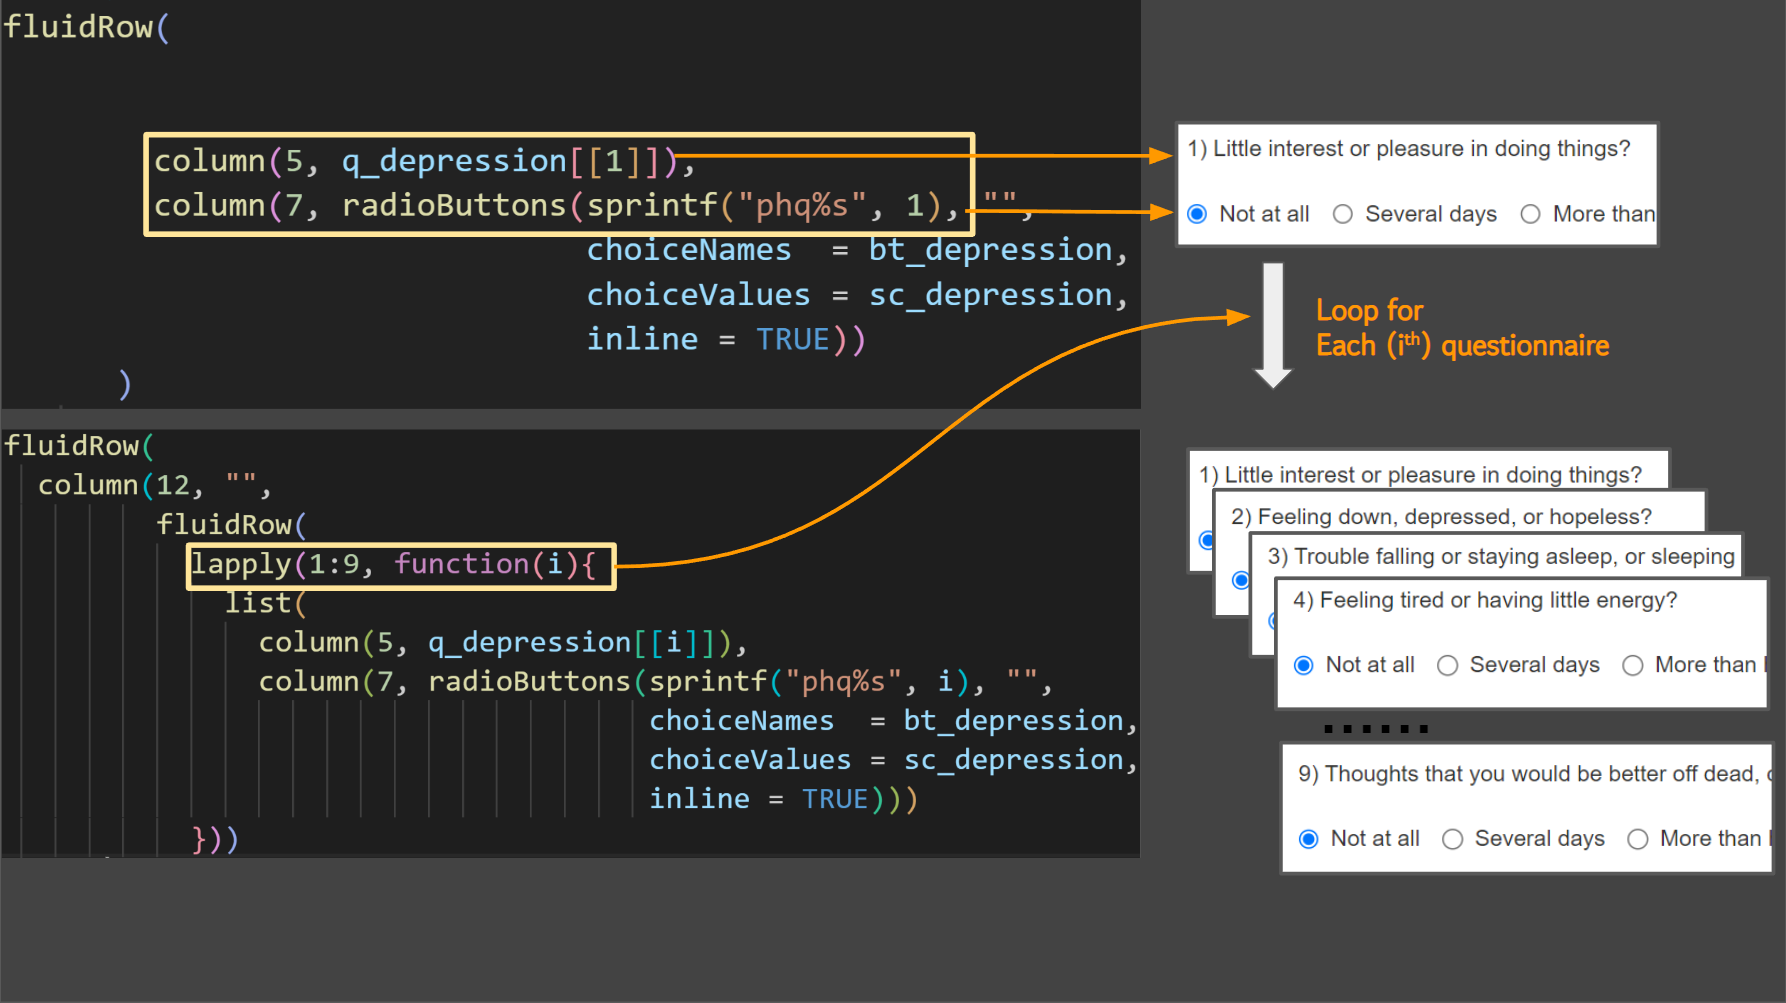 fluidRow(
column(5, q_depression[[1]]),
column(7, radioButtons(sprintf("phq%s", 1), "",
choiceNames  = bt_depression,
choiceValues = sc_depression,
inline = TRUE))
)
1) Little interest or pleasure in doing things?
Not at all Several days More than
Loop for
Each (iᵗʰ) questionnaire
fluidRow(
column(12, "",
fluidRow(
lapply(1:9, function(i){
list(
column(5, q_depression[[i]]),
column(7, radioButtons(sprintf("phq%s", i), "",
choiceNames  = bt_depression,
choiceValues = sc_depression,
inline = TRUE)))
}))
1) Little interest or pleasure in doing things?
2) Feeling down, depressed, or hopeless?
3) Trouble falling or staying asleep, or sleeping
4) Feeling tired or having little energy?
Not at all Several days More than
......
9) Thoughts that you would be better off dead,
Not at all Several days More than